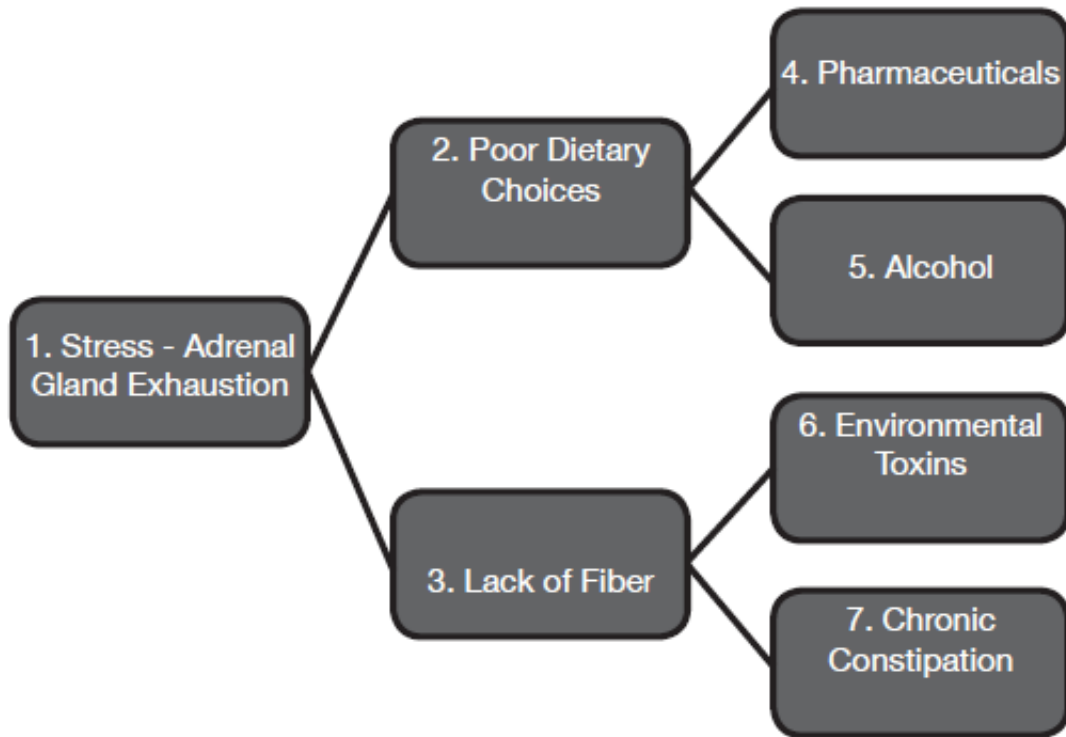 1. Stress - Adrenal
Gland Exhaustion
2. Poor Dietary
Choices
3. Lack of Fiber
4. Pharmaceuticals
5. Alcohol
6. Environmental
Toxins
7. Chronic
Constipation